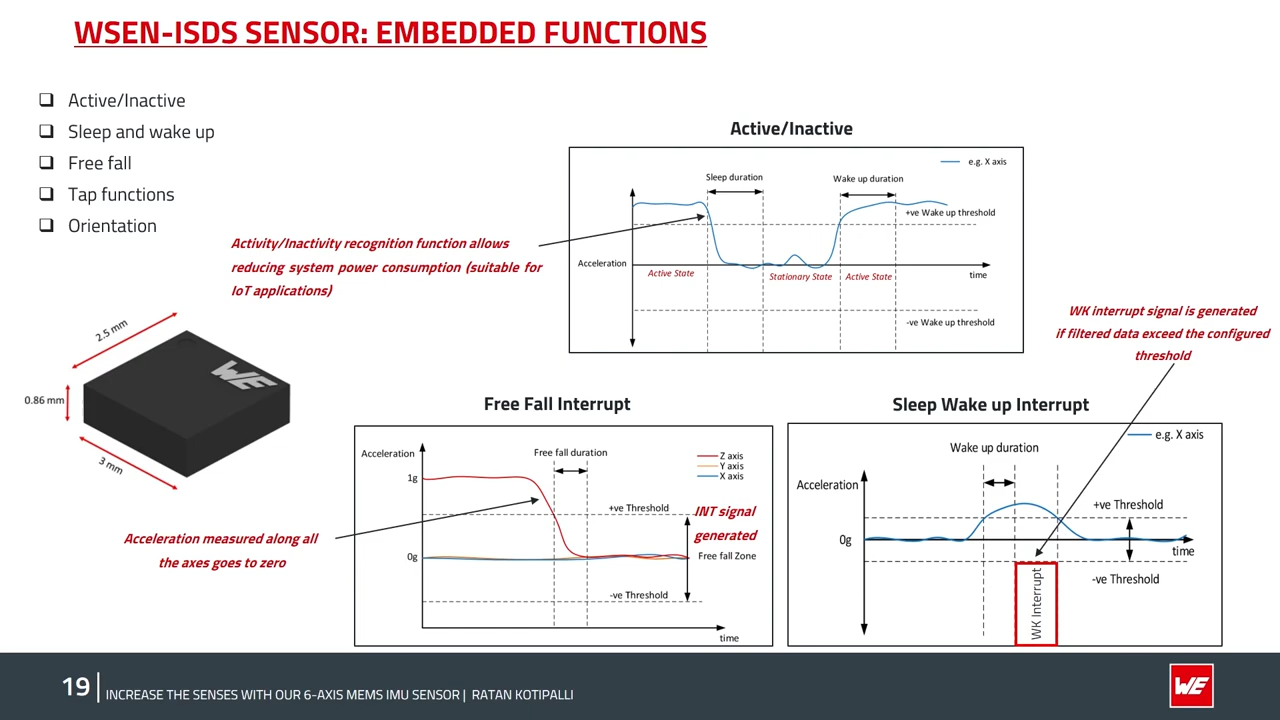 WSEN-ISDS SENSOR: EMBEDDED FUNCTIONS
❑ Active/Inactive
❑ Sleep and wake up
❑ Free fall
❑ Tap functions
❑ Orientation
Activity/Inactivity recognition function allows
reducing system power consumption (suitable for
IoT applications)
Active/Inactive
e.g. X axis
Sleep duration
Wake up duration
+ve Wake up threshold
Acceleration
Active State
Stationary State
Active State
time
-ve Wake up threshold
WK interrupt signal is generated
if filtered data exceed the configured
threshold
2.5 mm
0.86 mm
3 mm
WE
Free Fall Interrupt
Acceleration
Free fall duration
Z axis
Y axis
X axis
1g
+ve Threshold
INT signal
generated
0g
Free fall Zone
-ve Threshold
time
Acceleration measured along all
the axes goes to zero
Sleep Wake up Interrupt
e.g. X axis
Wake up duration
Acceleration
+ve Threshold
0g
time
-ve Threshold
WK Interrupt
19 INCREASE THE SENSES WITH OUR 6-AXIS MEMS IMU SENSOR | RATAN KOTIPALLI
WE